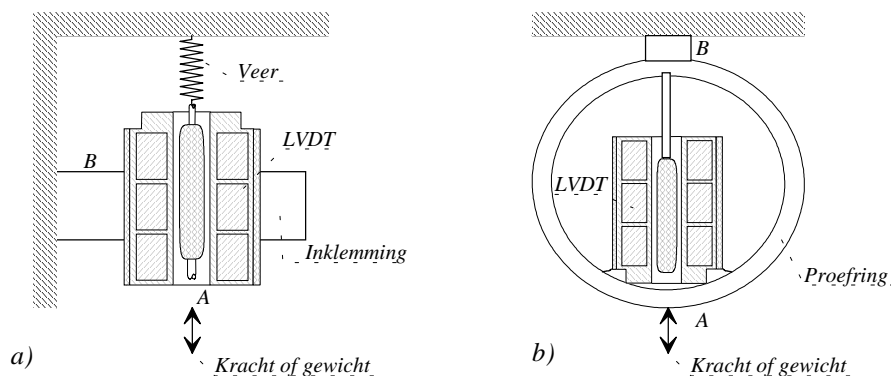 Veer
LVDT
B
Inklemming
A
a)
Kracht of gewicht
B
LVDT
Proefring
A
b)
Kracht of gewicht